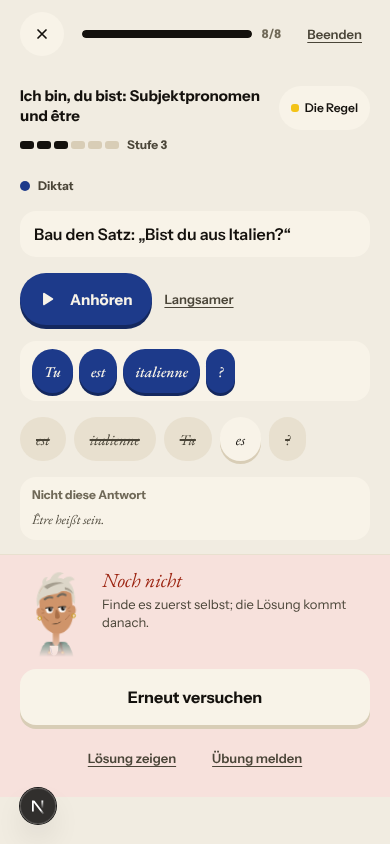 8/8
Beenden
Ich bin, du bist: Subjektpronomen
und être
Die Regel
Stufe 3
Diktat
Bau den Satz: „Bist du aus Italien?“
Anhören
Langsamer
Tu est italienne ?
est italienne Tu es ?
Nicht diese Antwort
Être heißt sein.
Noch nicht
Finde es zuerst selbst; die Lösung kommt
danach.
Erneut versuchen
Lösung zeigen
Übung melden
N